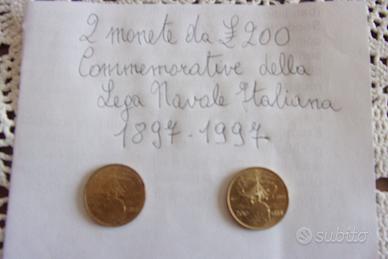 2 monete da £200
Commemorative della
Lega Navale Italiana
1897-1997
subito